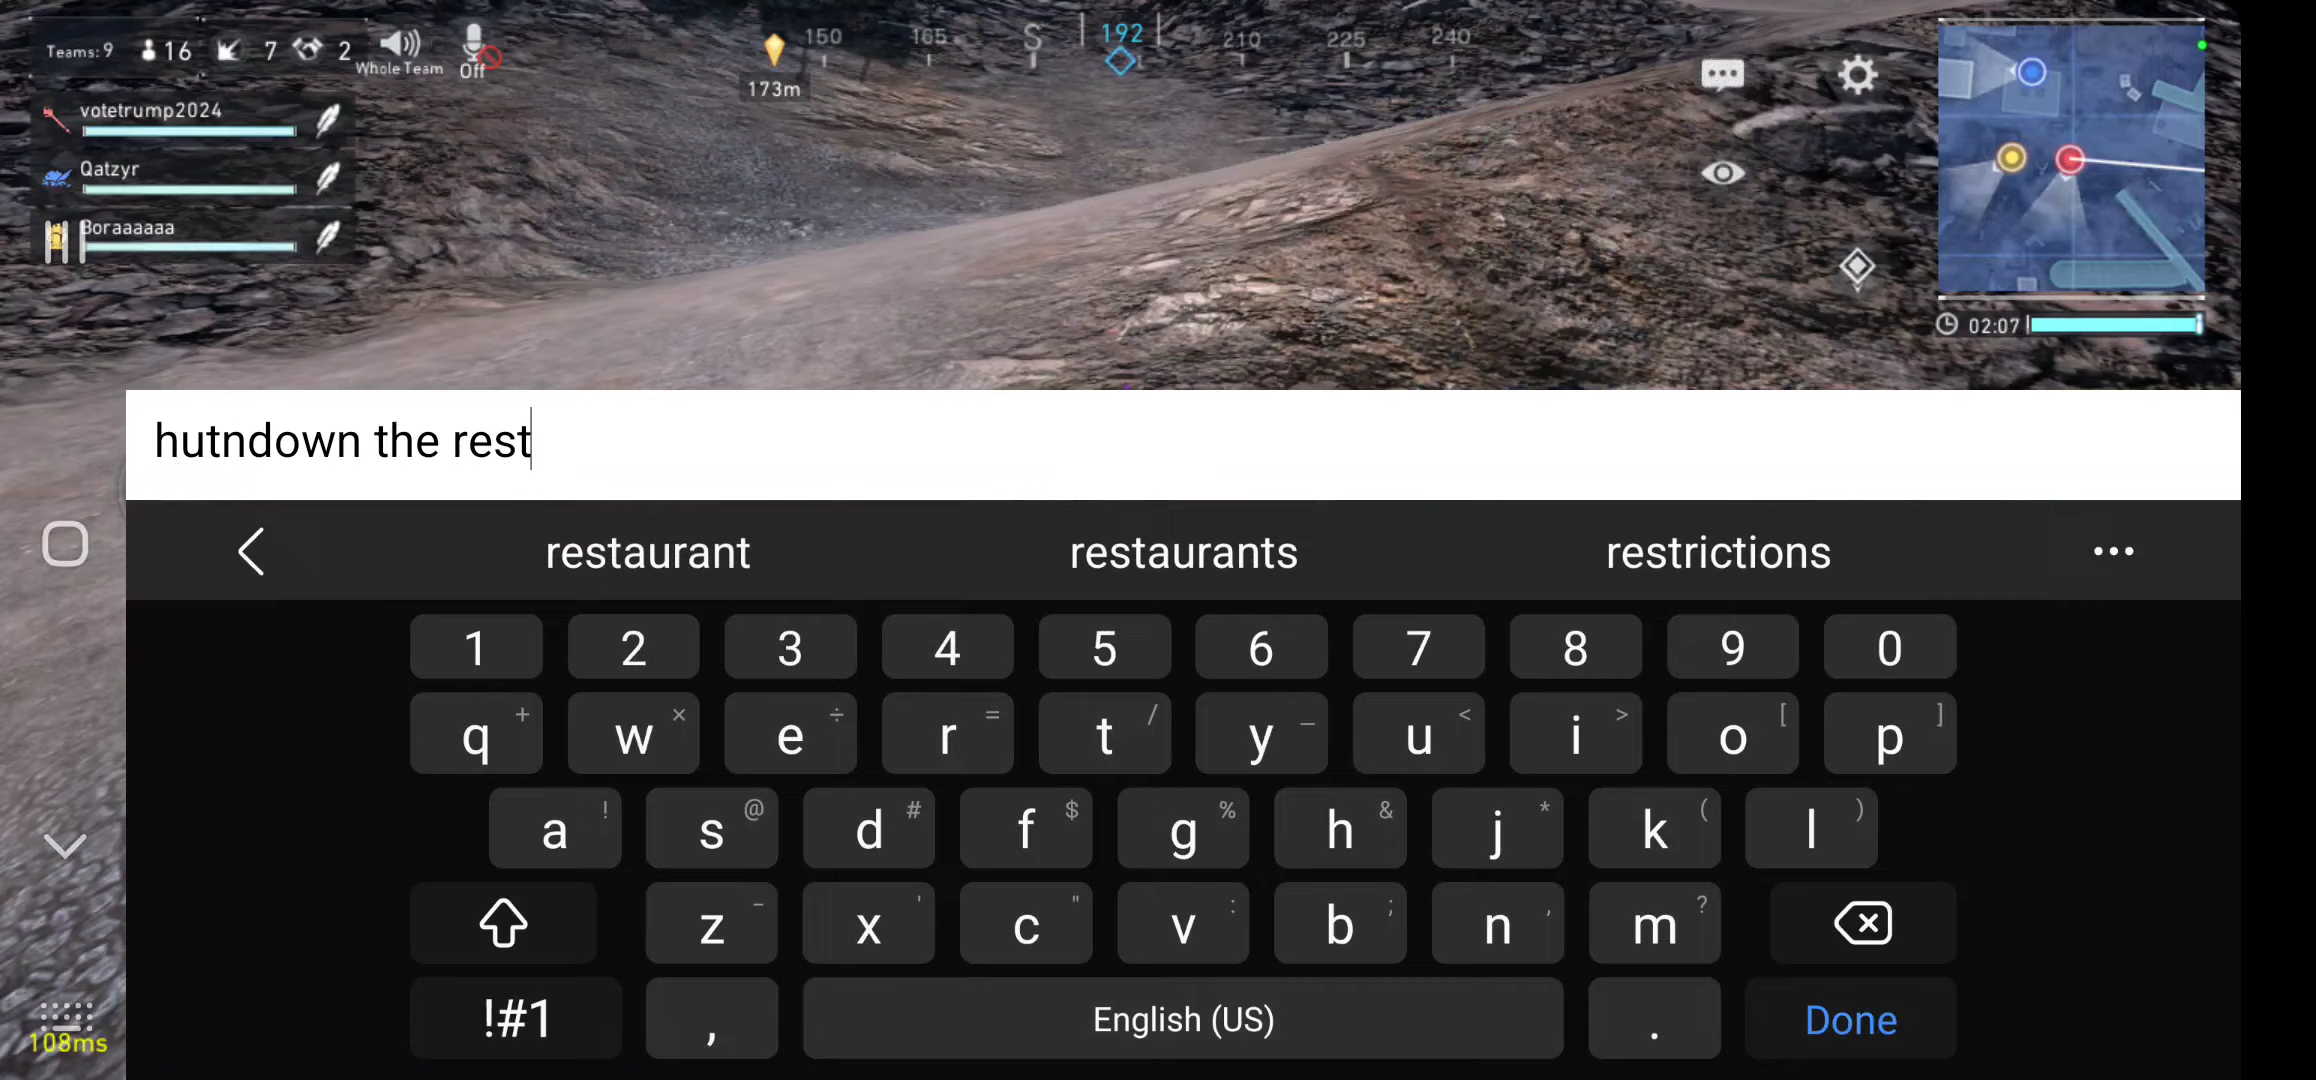 Teams: 9 16 7 2
Whole Team Off
150 165 S 192 210 225 240
173m
votetrump2024
Qatzyr
Boraaaaaa
02:07
hutndown the rest
restaurant restaurants restrictions
1 2 3 4 5 6 7 8 9 0
q + w × e ÷ r = t / y _ u < i > o [ p ]
a ! s @ d # f $ g % h & j * k ( l )
z - x ' c " v : b ; n , m ?
!#1 , English (US) . Done
108ms